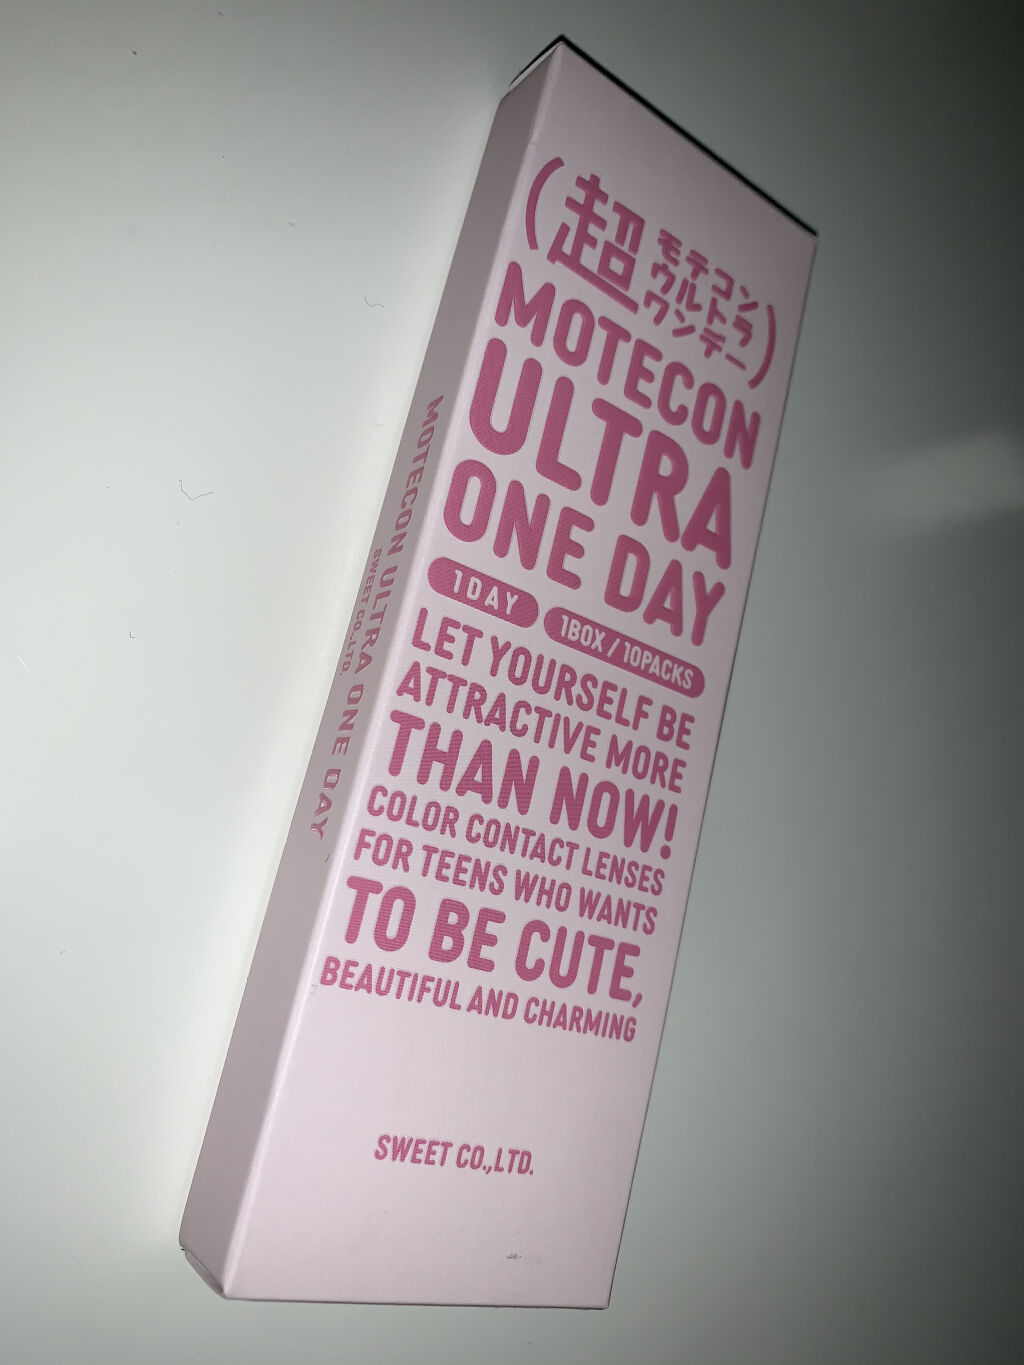 (超 モテコン
ウルトラ
ワンデー)
MOTECON
ULTRA
ONE DAY
1DAY 1BOX / 10PACKS
LET YOURSELF BE
ATTRACTIVE MORE
THAN NOW!
COLOR CONTACT LENSES
FOR TEENS WHO WANTS
TO BE CUTE,
BEAUTIFUL AND CHARMING
SWEET CO.,LTD.
MOTECON ULTRA ONE DAY
SWEET CO.,LTD.